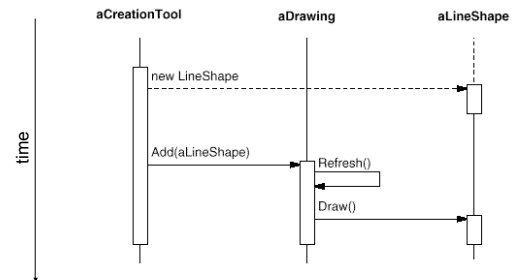 aCreationTool
aDrawing
aLineShape
new LineShape
Add(aLineShape)
Refresh()
Draw()
time